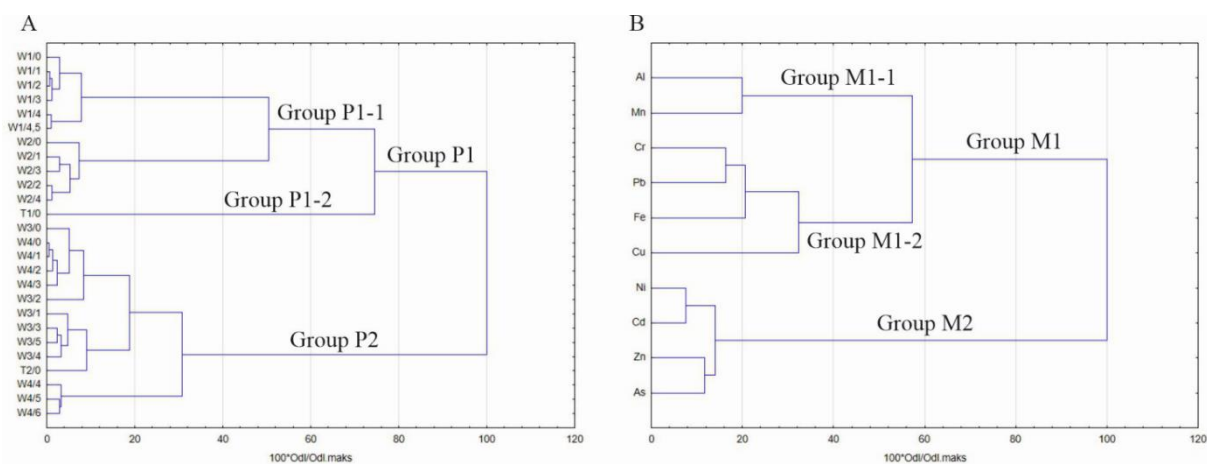 A
W1/0
W1/1
W1/2
W1/3
W1/4
W1/4,5
W2/0
W2/1
W2/3
W2/2
W2/4
T1/0
W3/0
W4/0
W4/1
W4/2
W4/3
W3/2
W3/1
W3/3
W3/5
W3/4
T2/0
W4/4
W4/5
W4/6
Group P1-1
Group P1
Group P1-2
Group P2
0 20 40 60 80 100 120
100*Odl/Odl.maks
B
Al
Mn
Cr
Pb
Fe
Cu
Ni
Cd
Zn
As
Group M1-1
Group M1
Group M1-2
Group M2
0 20 40 60 80 100 120
100*Odl/Odl.maks